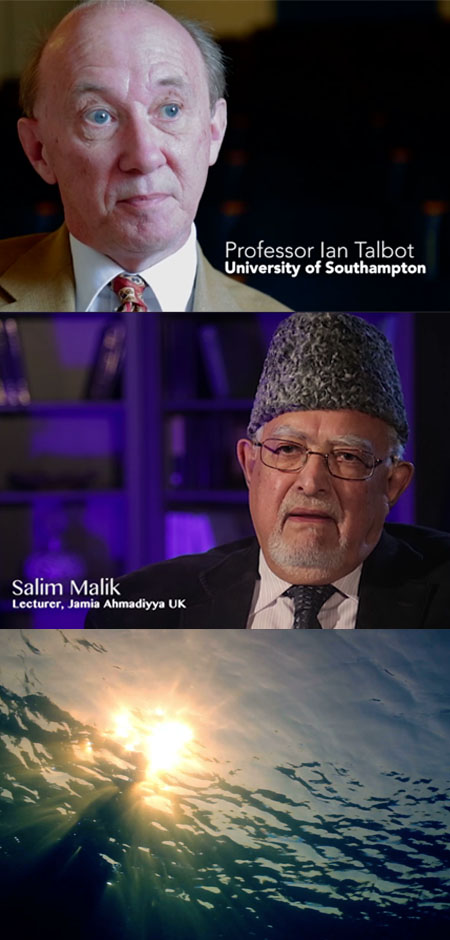 Professor Ian Talbot
University of Southampton
Salim Malik
Lecturer, Jamia Ahmadiyya UK